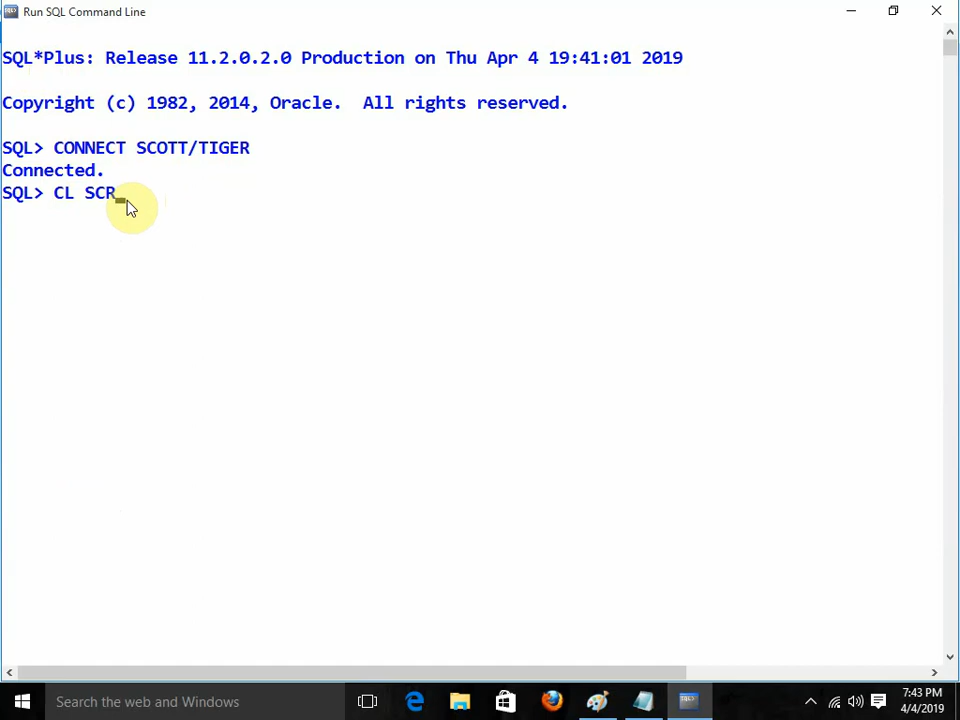 Run SQL Command Line
SQL*Plus: Release 11.2.0.2.0 Production on Thu Apr 4 19:41:01 2019
Copyright (c) 1982, 2014, Oracle.  All rights reserved.
SQL> CONNECT SCOTT/TIGER
Connected.
SQL> CL SCR
Search the web and Windows
7:43 PM
4/4/2019